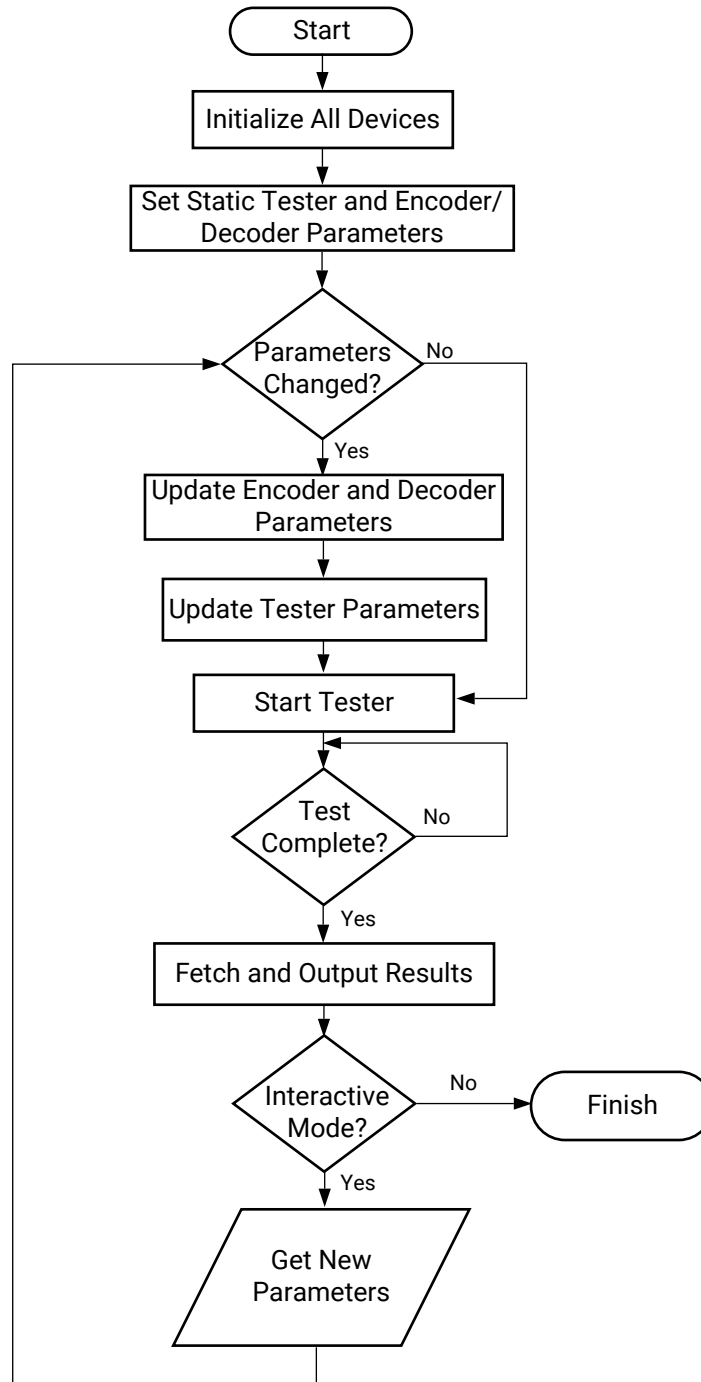 Start
Initialize All Devices
Set Static Tester and Encoder/
Decoder Parameters
Parameters
Changed?
No
Yes
Update Encoder and Decoder
Parameters
Update Tester Parameters
Start Tester
Test
Complete?
No
Yes
Fetch and Output Results
Interactive
Mode?
No
Finish
Yes
Get New
Parameters